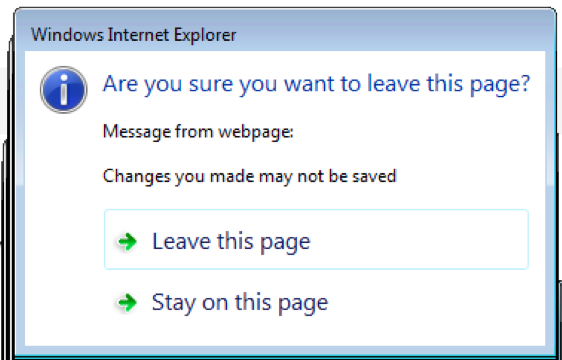 Windows Internet Explorer
Are you sure you want to leave this page?
Message from webpage:
Changes you made may not be saved
Leave this page
Stay on this page